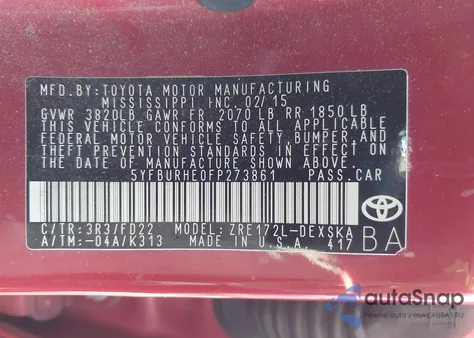 MFD.BY:TOYOTA MOTOR MANUFACTURING
MISSISSIPPI, INC. 02/15
GVWR 3820LB GAWR FR 2070 LB RR 1850 LB
THIS VEHICLE CONFORMS TO ALL APPLICABLE
FEDERAL MOTOR VEHICLE SAFETY, BUMPER, AND
THEFT PREVENTION STANDARDS IN EFFECT ON
THE DATE OF MANUFACTURE SHOWN ABOVE.
5YFBURHE0FP273861 PASS.CAR
C/TR:3R3/FD22 MODEL: ZRE172L-DEXSKA
A/TM:-04A/K313 MADE IN U.S.A. 417
BA
autoSnap